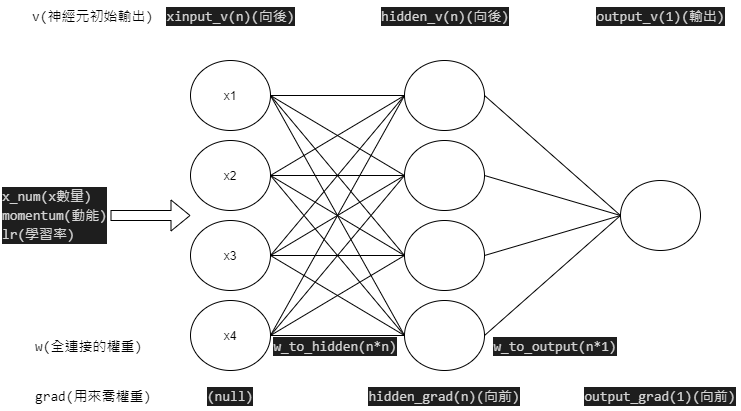 v(神經元初始輸出) xinput_v(n)(向後) hidden_v(n)(向後) output_v(1)(輸出)
x1
x2
x_num(x數量)
momentum(動能)
lr(學習率)
x3
x4
w(全連接的權重) w_to_hidden(n*n) w_to_output(n*1)
grad(用來喬權重) (null) hidden_grad(n)(向前) output_grad(1)(向前)